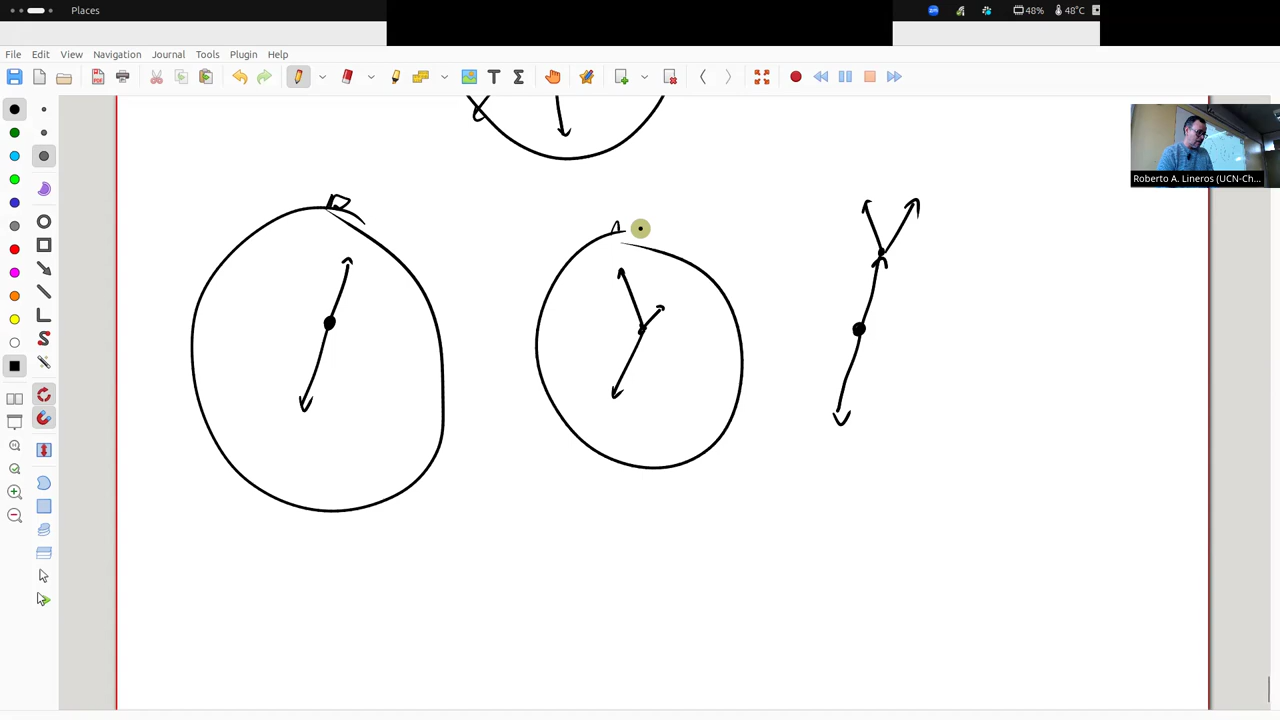 Places
48%
48°C
File Edit View Navigation Journal Tools Plugin Help
Roberto A. Lineros (UCN-Ch...